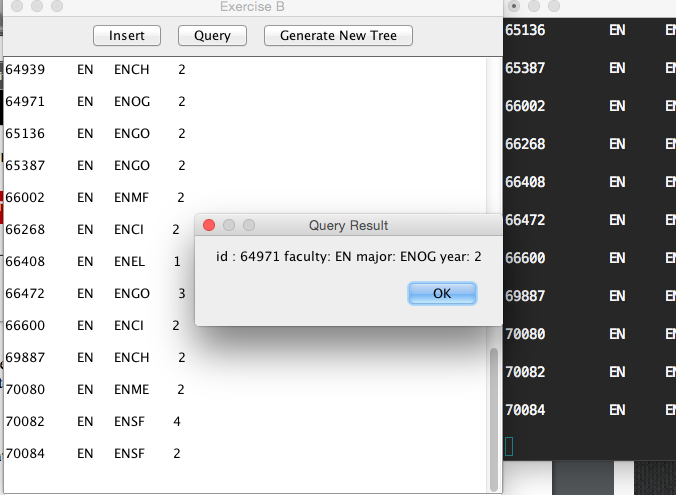 Exercise B
Insert Query Generate New Tree
64939 EN ENCH 2
64971 EN ENOG 2
65136 EN ENGO 2
65387 EN ENGO 2
66002 EN ENMF 2
66268 EN ENCI 2
66408 EN ENEL 1
66472 EN ENGO 3
66600 EN ENCI 2
69887 EN ENCH 2
70080 EN ENME 2
70082 EN ENSF 4
70084 EN ENSF 2
Query Result
id : 64971 faculty: EN major: ENOG year: 2
OK
65136 EN
65387 EN
66002 EN
66268 EN
66408 EN
66472 EN
66600 EN
69887 EN
70080 EN
70082 EN
70084 EN